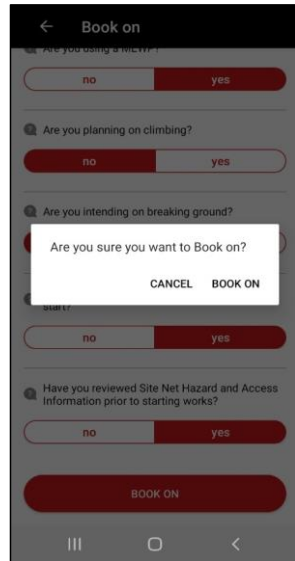 Book on
Are you using a MEWP?
no yes
Are you planning on climbing?
no yes
Are you intending on breaking ground?
Are you sure you want to Book on?
CANCEL BOOK ON
start?
no yes
Have you reviewed Site Net Hazard and Access
Information prior to starting works?
no yes
BOOK ON